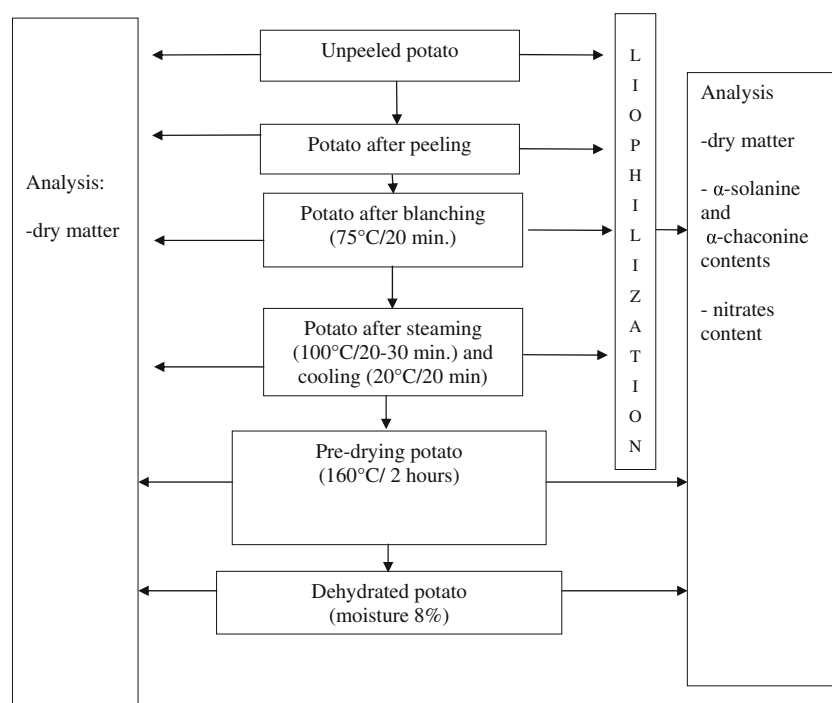 Analysis:
-dry matter
Unpeeled potato
Potato after peeling
Potato after blanching
(75°C/20 min.)
Potato after steaming
(100°C/20-30 min.) and
cooling (20°C/20 min)
Pre-drying potato
(160°C/ 2 hours)
Dehydrated potato
(moisture 8%)
L
I
O
P
H
I
L
I
Z
A
T
I
O
N
Analysis
-dry matter
- α-solanine
and
α-chaconine
contents
- nitrates
content